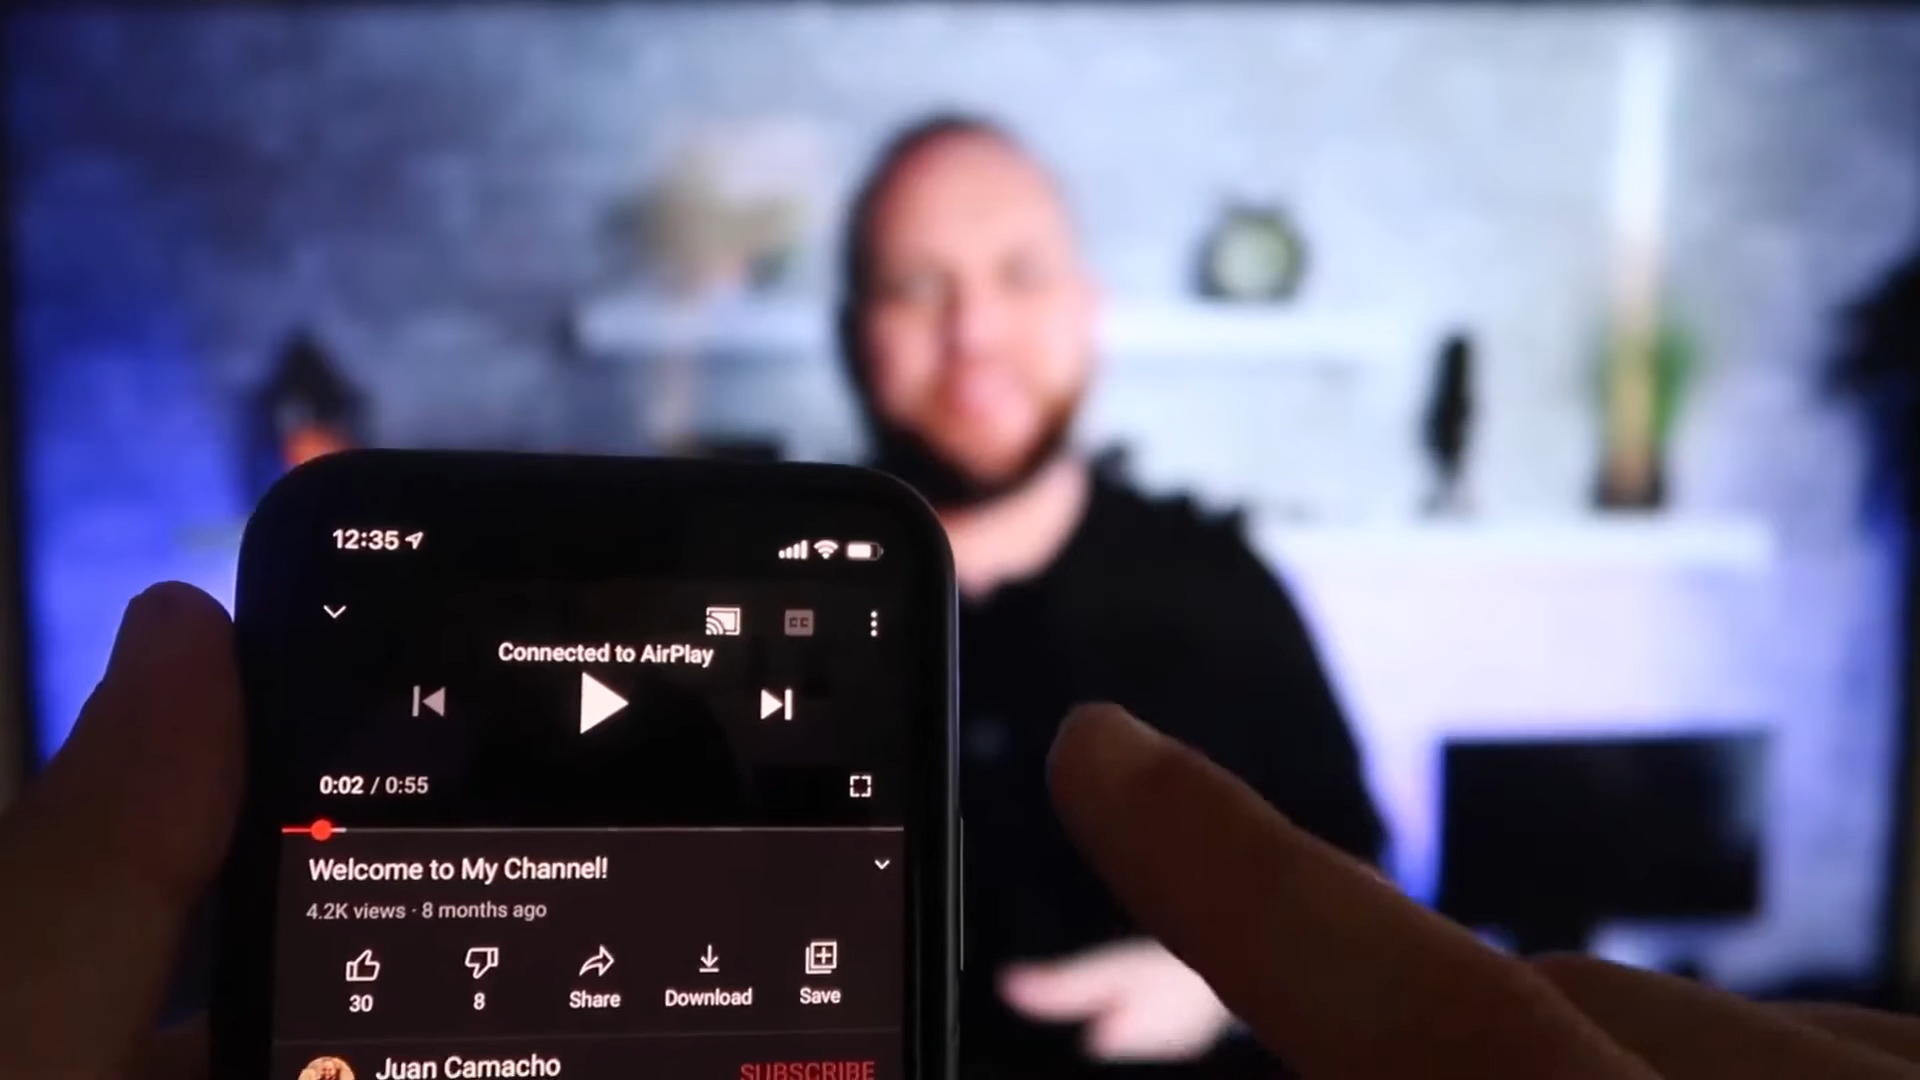 12:35
CC
Connected to AirPlay
0:02 / 0:55
Welcome to My Channel!
4.2K views · 8 months ago
30
8
Share
Download
Save
Juan Camacho
SUBSCRIBE